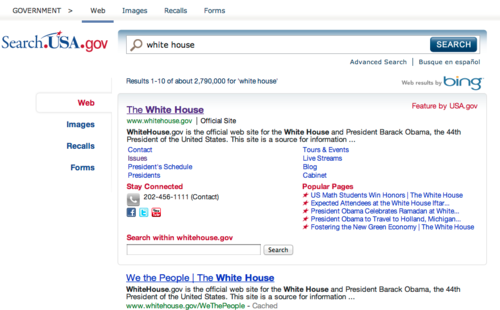 GOVERNMENT > Web Images Recalls Forms
Search.USA.gov
white house
SEARCH
Advanced Search | Busque en español
Results 1-10 of about 2,790,000 for 'white house'
Web results by bing
Web
Images
Recalls
Forms
The White House
Feature by USA.gov
www.whitehouse.gov | Official Site
WhiteHouse.gov is the official web site for the White House and President Barack Obama, the 44th
President of the United States. This site is a source for information ...
Contact
Issues
President's Schedule
Presidents
Tours & Events
Live Streams
Blog
Cabinet
Stay Connected
202-456-1111 (Contact)
Popular Pages
US Math Students Win Honors | The White House
Expected Attendees at the White House Iftar...
President Obama Celebrates Ramadan at White...
President Obama to Travel to Holland, Michigan...
Fostering the New Green Economy | The White House
Search within whitehouse.gov
Search
We the People | The White House
WhiteHouse.gov is the official web site for the White House and President Barack Obama, the 44th
President of the United States. This site is a source for information ...
www.whitehouse.gov/WeThePeople - Cached